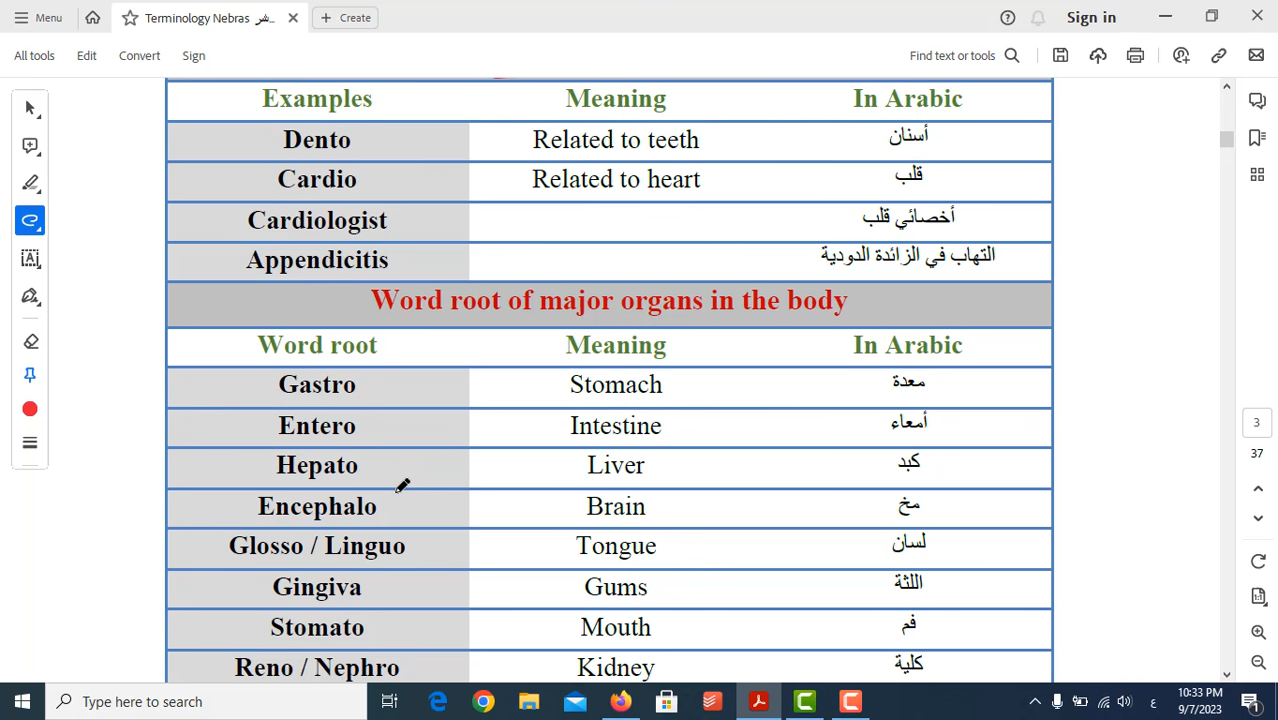 Menu
Terminology Nebras نشر...
Create
Sign in
All tools
Edit
Convert
Sign
Find text or tools
Examples Meaning In Arabic
Dento Related to teeth أسنان
Cardio Related to heart قلب
Cardiologist أخصائي قلب
Appendicitis التهاب في الزائدة الدودية
Word root of major organs in the body
Word root Meaning In Arabic
Gastro Stomach معدة
Entero Intestine أمعاء
Hepato Liver كبد
Encephalo Brain مخ
Glosso / Linguo Tongue لسان
Gingiva Gums اللثة
Stomato Mouth فم
Reno / Nephro Kidney كلية
3
37
1:1
Type here to search
ع
10:33 PM
9/7/2023
1